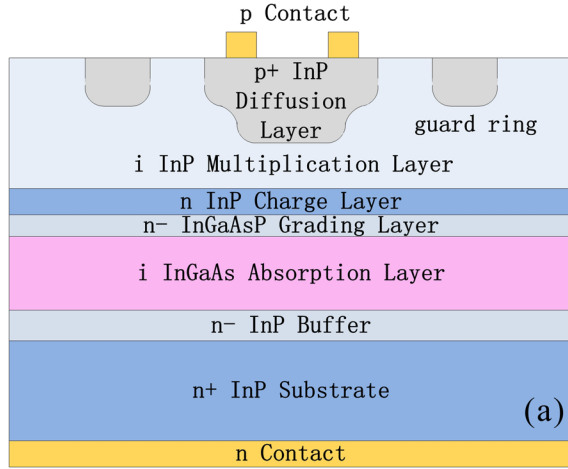 p Contact
p+ InP
Diffusion
Layer
guard ring
i InP Multiplication Layer
n InP Charge Layer
n- InGaAsP Grading Layer
i InGaAs Absorption Layer
n- InP Buffer
n+ InP Substrate
(a)
n Contact